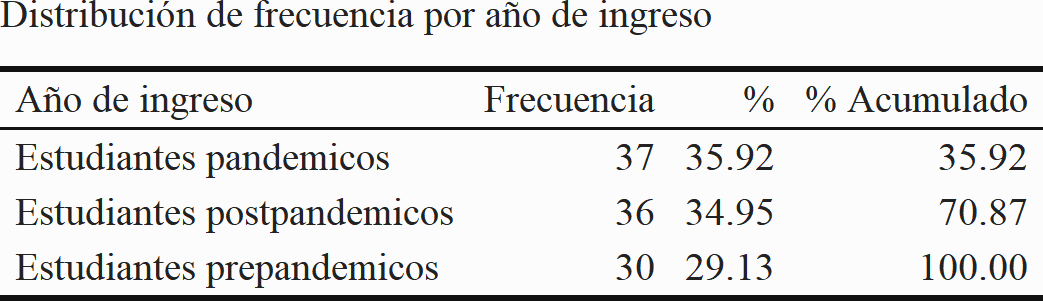 Distribución de frecuencia por año de ingreso
Año de ingreso Frecuencia % % Acumulado
Estudiantes pandemicos 37 35.92 35.92
Estudiantes postpandemicos 36 34.95 70.87
Estudiantes prepandemicos 30 29.13 100.00